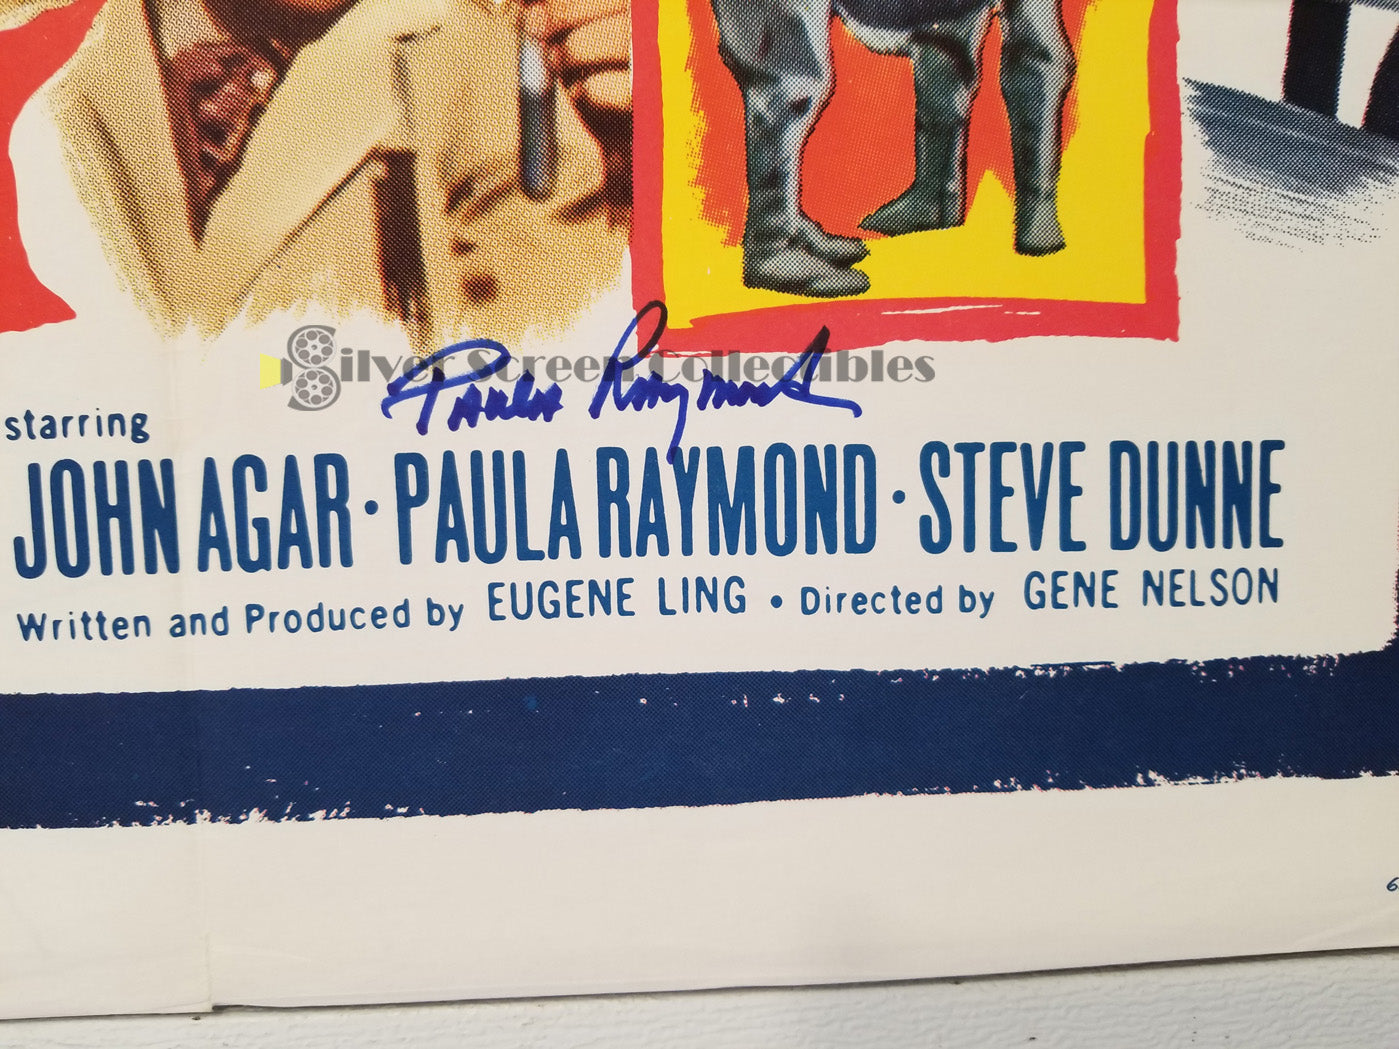 Silver Screen Collectibles
Paula Raymond
starring
JOHN AGAR • PAULA RAYMOND • STEVE DUNNE
Written and Produced by EUGENE LING • Directed by GENE NELSON
6